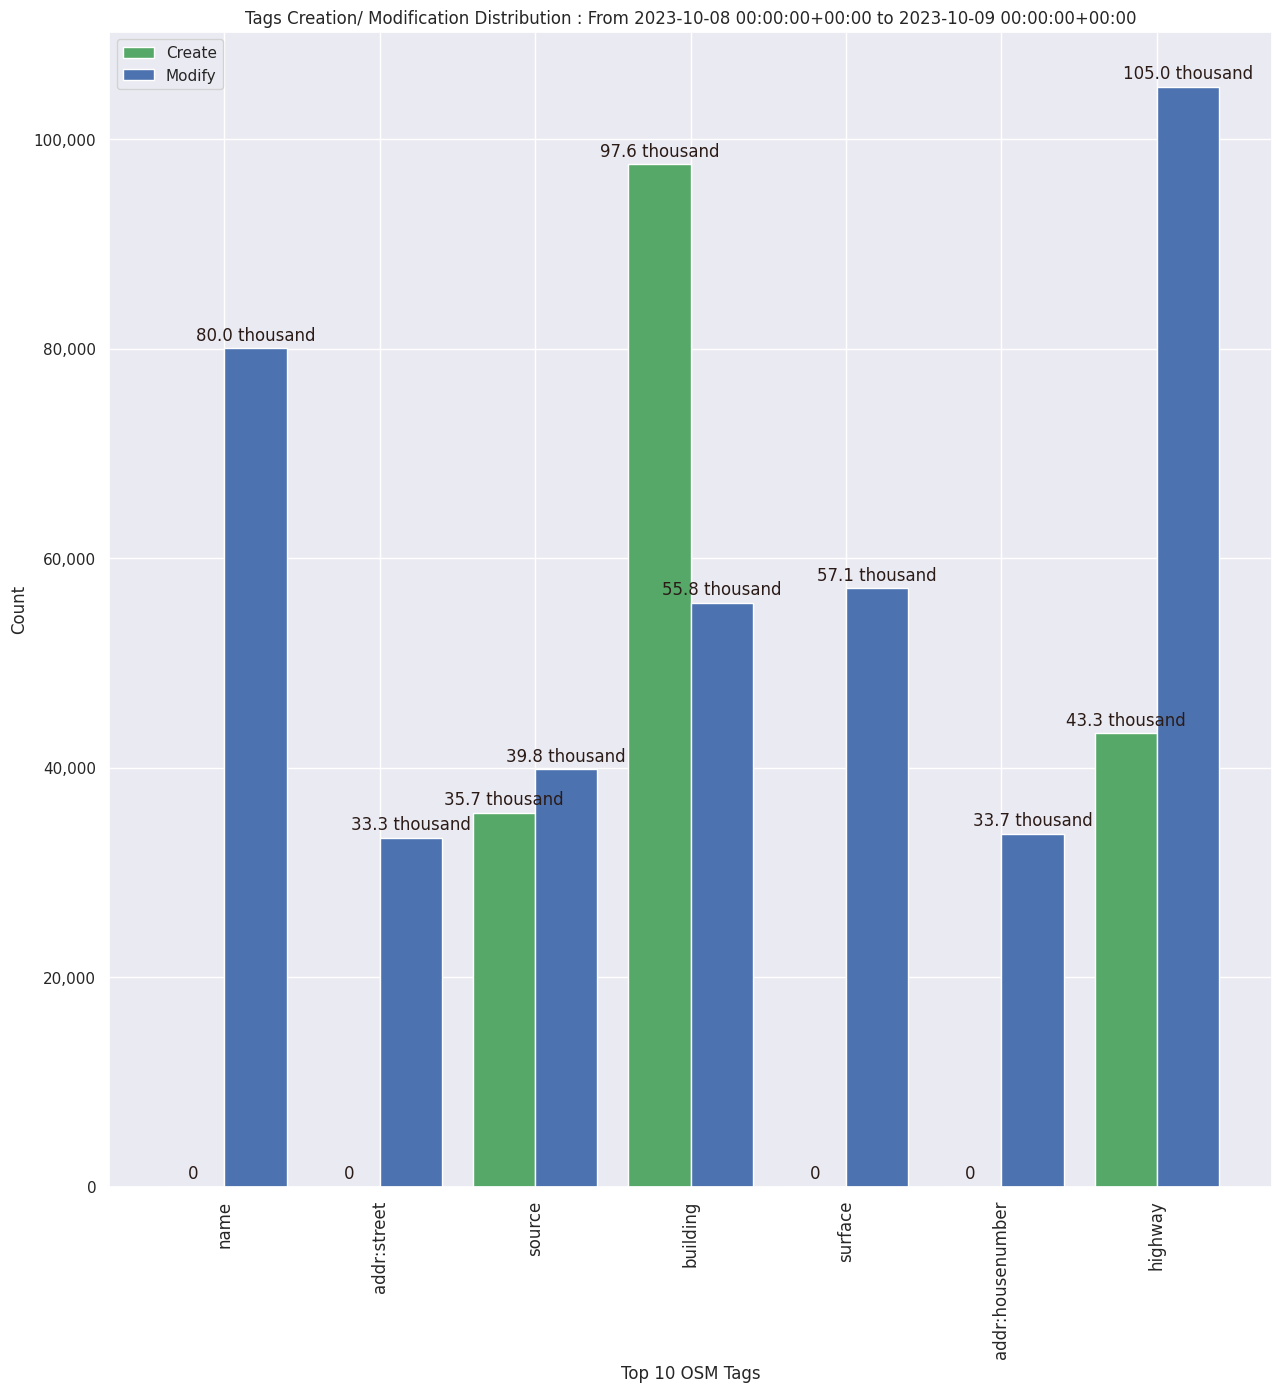 Tags Creation/ Modification Distribution : From 2023-10-08 00:00:00+00:00 to 2023-10-09 00:00:00+00:00
Create
Modify
105.0 thousand
100,000
97.6 thousand
80.0 thousand
80,000
60,000
57.1 thousand
55.8 thousand
Count
43.3 thousand
40,000
39.8 thousand
35.7 thousand
33.3 thousand
33.7 thousand
20,000
0
0
0
0
0
name
addr:street
source
building
surface
addr:housenumber
highway
Top 10 OSM Tags